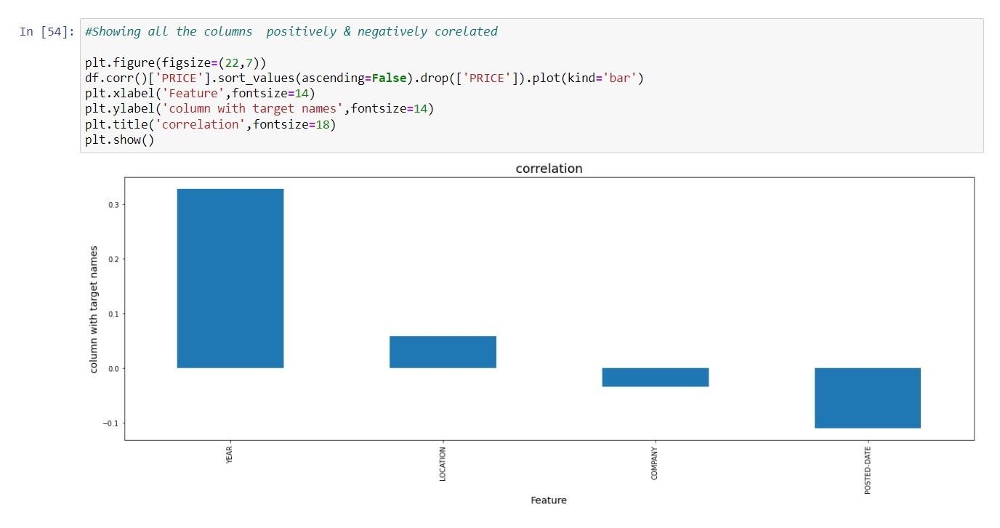 In [54]:
#Showing all the columns  positively & negatively corelated
plt.figure(figsize=(22,7))
df.corr()['PRICE'].sort_values(ascending=False).drop(['PRICE']).plot(kind='bar')
plt.xlabel('Feature',fontsize=14)
plt.ylabel('column with target names',fontsize=14)
plt.title('correlation',fontsize=18)
plt.show()
correlation
column with target names
0.3
0.2
0.1
0.0
−0.1
YEAR
LOCATION
COMPANY
POSTED-DATE
Feature